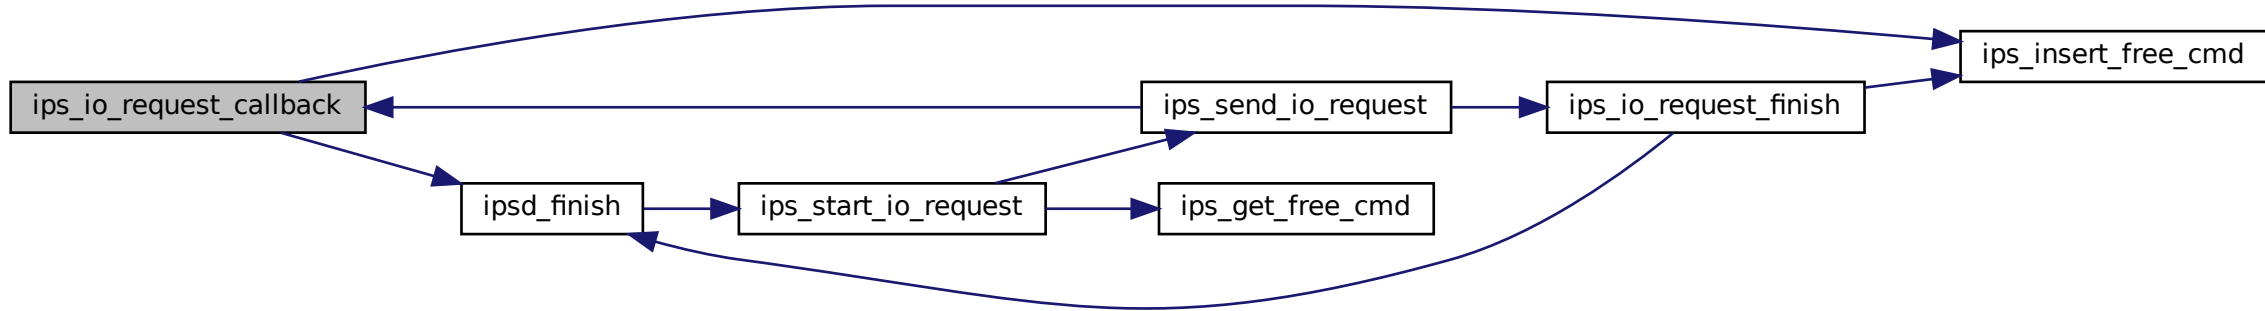 ips_insert_free_cmd
ips_io_request_callback
ips_send_io_request
ips_io_request_finish
ipsd_finish
ips_start_io_request
ips_get_free_cmd